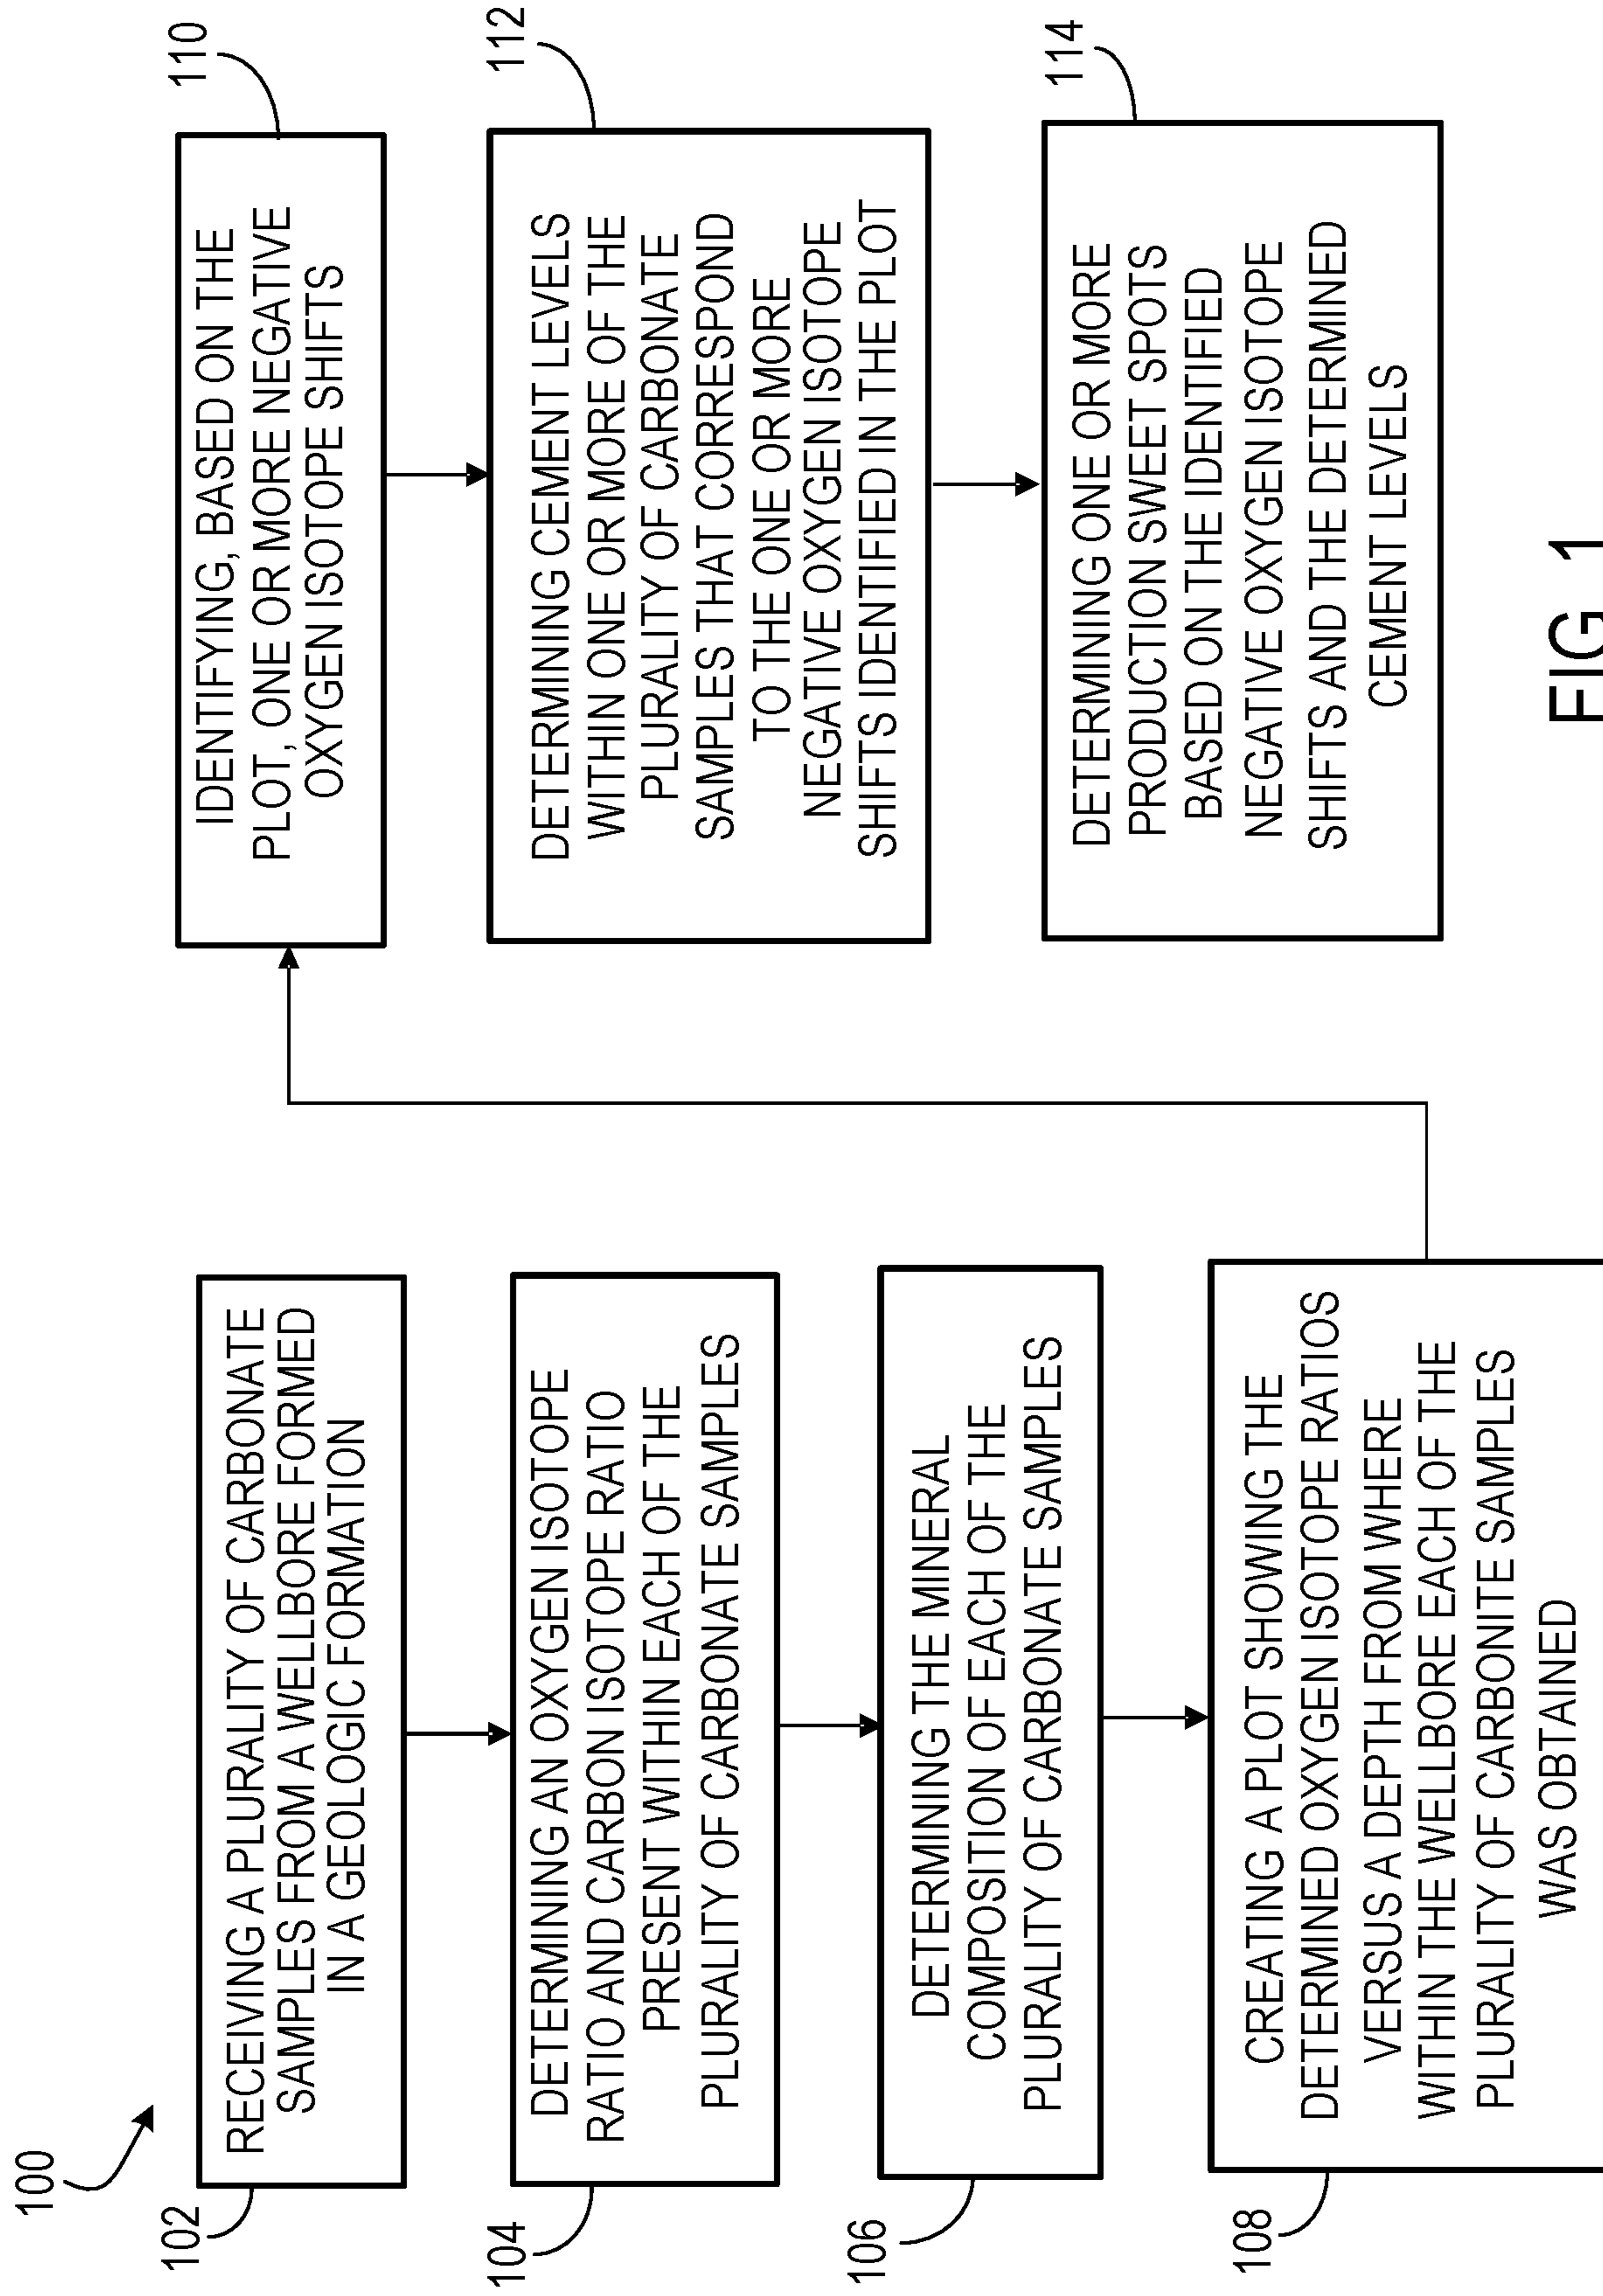 100
102
RECEIVING A PLURALITY OF CARBONATE
SAMPLES FROM A WELLBORE FORMED
IN A GEOLOGIC FORMATION
104
DETERMINING AN OXYGEN ISOTOPE
RATIO AND CARBON ISOTOPE RATIO
PRESENT WITHIN EACH OF THE
PLURALITY OF CARBONATE SAMPLES
106
DETERMINING THE MINERAL
COMPOSITION OF EACH OF THE
PLURALITY OF CARBONATE SAMPLES
108
CREATING A PLOT SHOWING THE
DETERMINED OXYGEN ISOTOPE RATIOS
VERSUS A DEPTH FROM WHERE
WITHIN THE WELLBORE EACH OF THE
PLURALITY OF CARBONITE SAMPLES
WAS OBTAINED
110
IDENTIFYING, BASED ON THE
PLOT, ONE OR MORE NEGATIVE
OXYGEN ISOTOPE SHIFTS
112
DETERMINING CEMENT LEVELS
WITHIN ONE OR MORE OF THE
PLURALITY OF CARBONATE
SAMPLES THAT CORRESPOND
TO THE ONE OR MORE
NEGATIVE OXYGEN ISOTOPE
SHIFTS IDENTIFIED IN THE PLOT
114
DETERMINING ONE OR MORE
PRODUCTION SWEET SPOTS
BASED ON THE IDENTIFIED
NEGATIVE OXYGEN ISOTOPE
SHIFTS AND THE DETERMINED
CEMENT LEVELS
FIG. 1